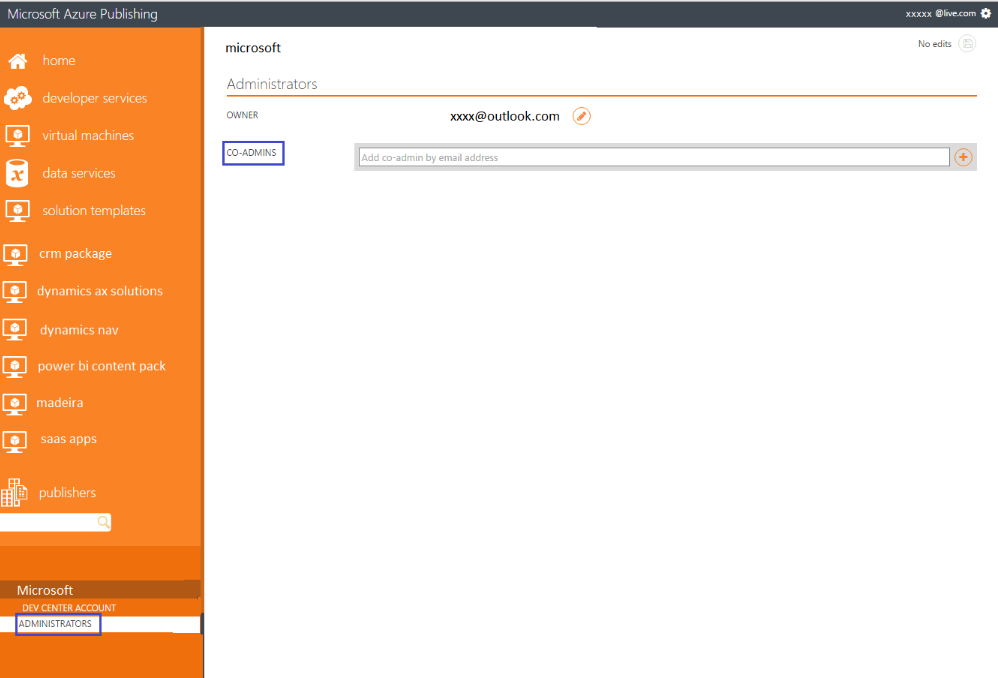 Microsoft Azure Publishing
xxxxx @live.com
home
developer services
virtual machines
data services
solution templates
crm package
dynamics ax solutions
dynamics nav
power bi content pack
madeira
saas apps
publishers
Microsoft
DEV CENTER ACCOUNT
ADMINISTRATORS
microsoft
No edits
Administrators
OWNER
xxxx@outlook.com
CO-ADMINS
Add co-admin by email address